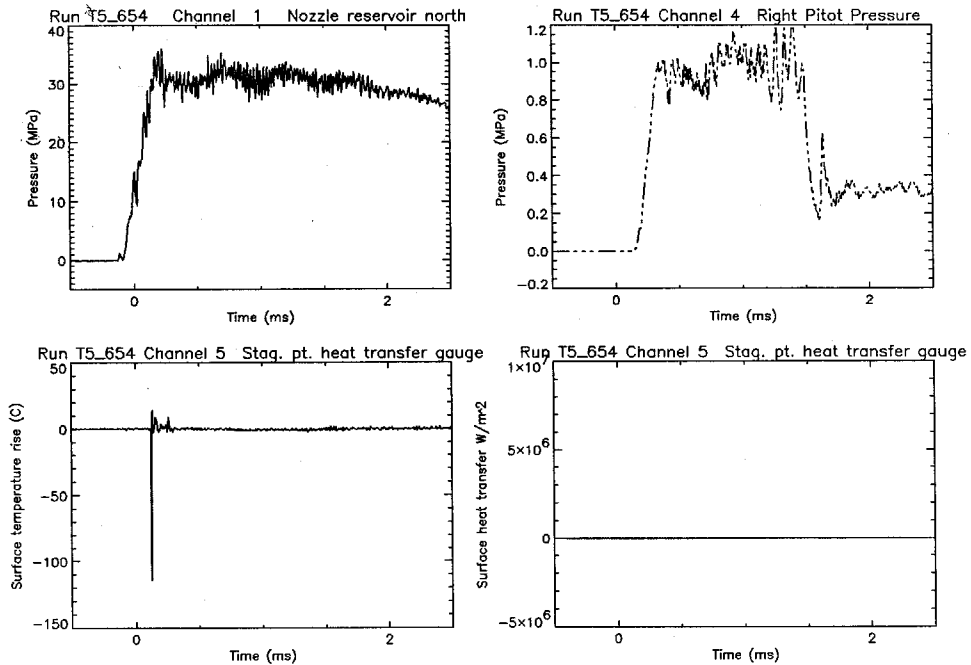 Run T5_654 Channel 1 Nozzle reservoir north
40
30
20
10
0
Pressure (MPa)
0
2
Time (ms)
Run T5_654 Channel 4 Right Pitot Pressure
1.2
1.0
0.8
0.6
0.4
0.2
0.0
-0.2
Pressure (MPa)
0
2
Time (ms)
Run T5_654 Channel 5 Stag. pt. heat transfer gauge
50
0
-50
-100
-150
Surface temperature rise (C)
0
2
Time (ms)
Run T5_654 Channel 5 Stag. pt. heat transfer gauge
1×10^7
5×10^6
0
-5×10^6
Surface heat transfer W/m^2
0
2
Time (ms)